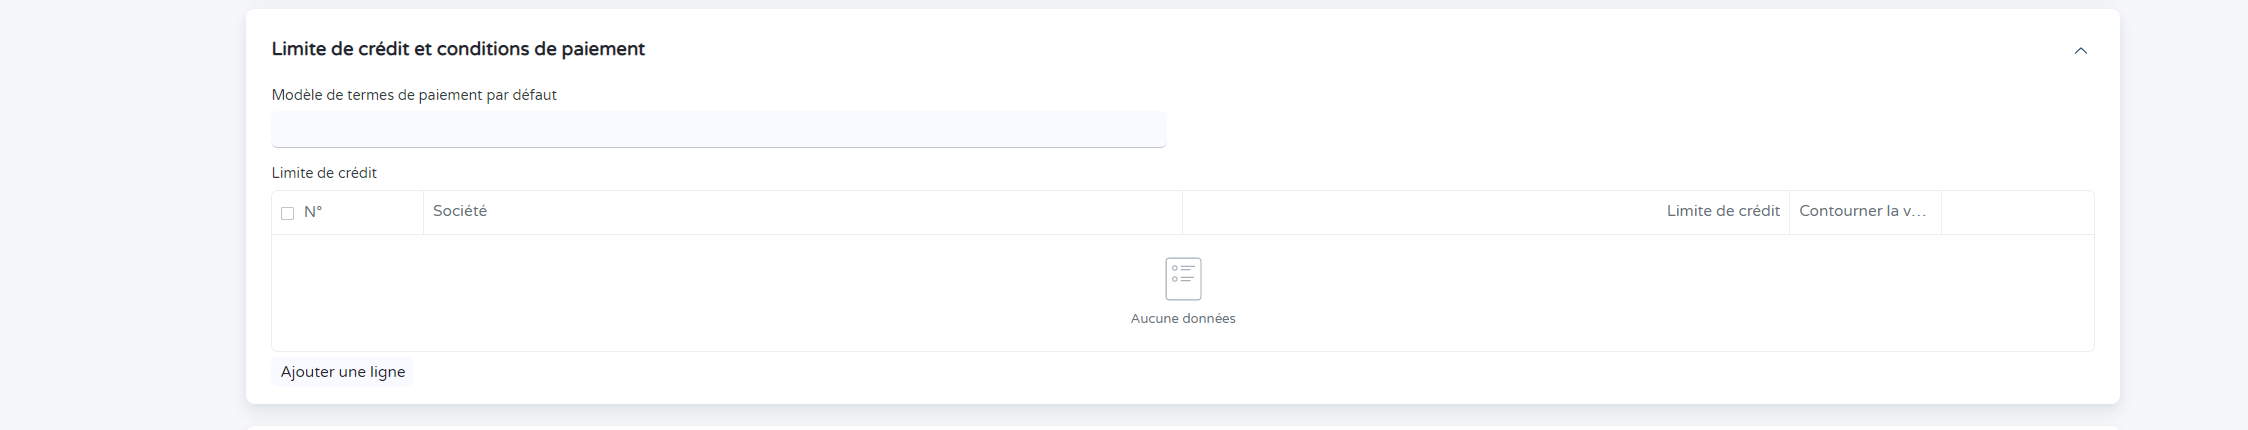 Limite de crédit et conditions de paiement
Modèle de termes de paiement par défaut
Limite de crédit
N° Société Limite de crédit Contourner la v...
Aucune données
Ajouter une ligne